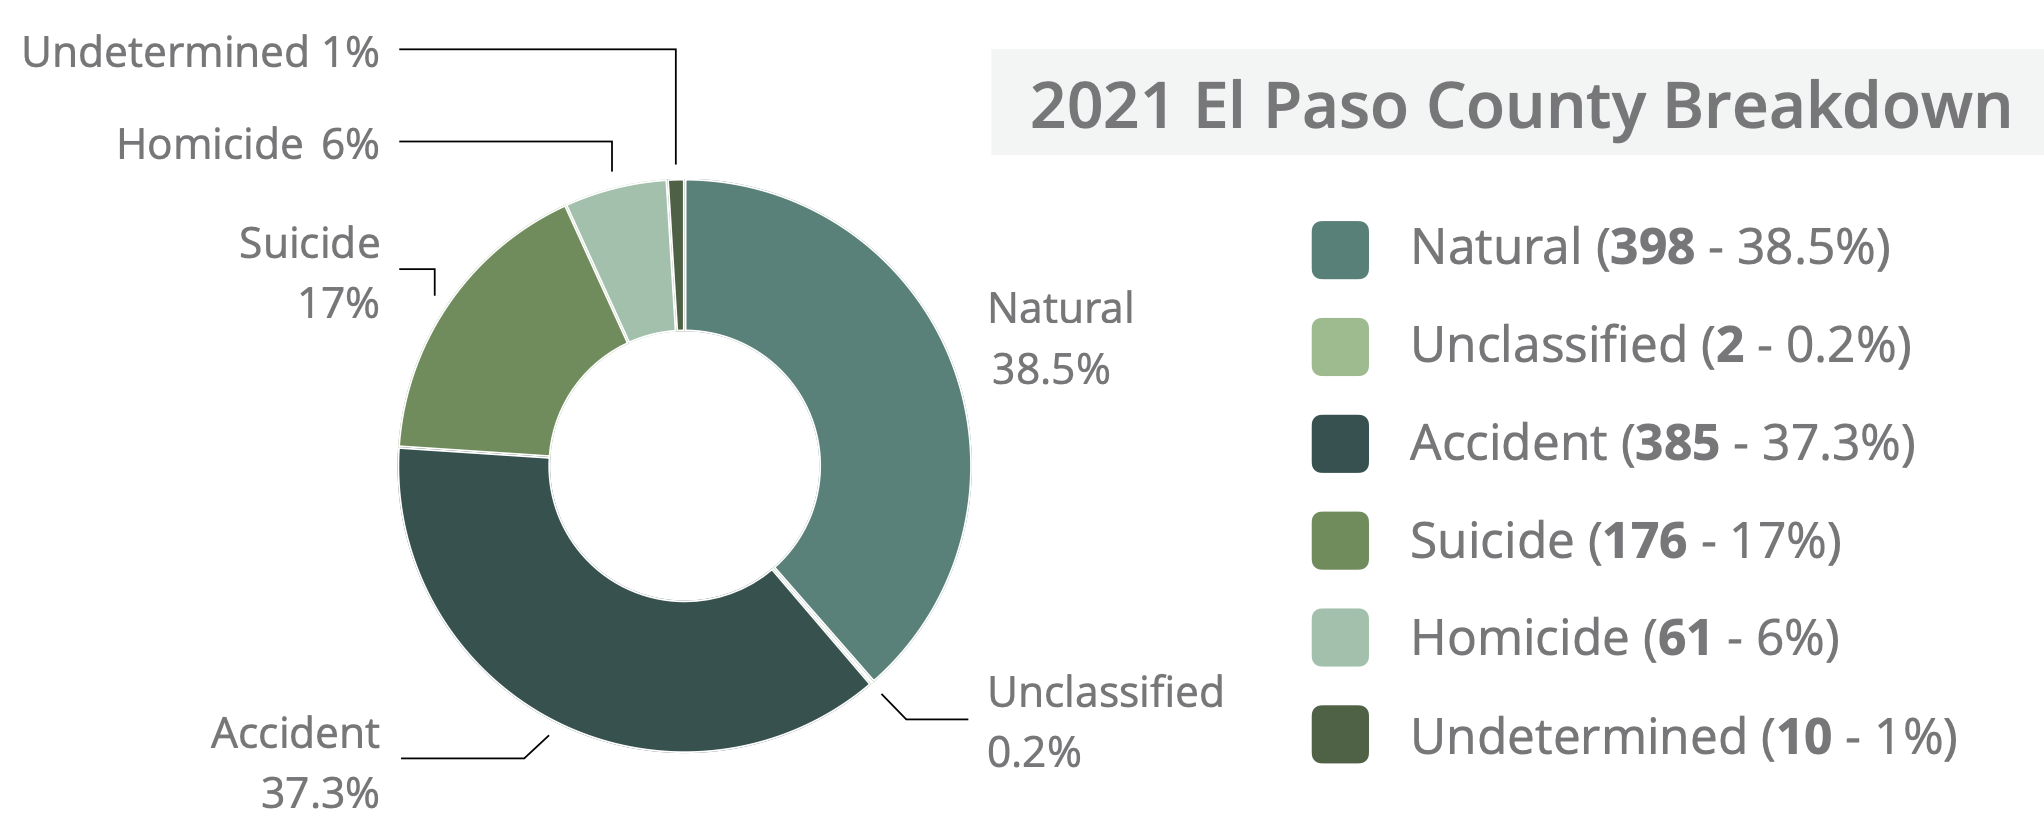 Undetermined 1%
Homicide 6%
Suicide
17%
Accident
37.3%
Natural
38.5%
Unclassified
0.2%
2021 El Paso County Breakdown
Natural (398 - 38.5%)
Unclassified (2 - 0.2%)
Accident (385 - 37.3%)
Suicide (176 - 17%)
Homicide (61 - 6%)
Undetermined (10 - 1%)